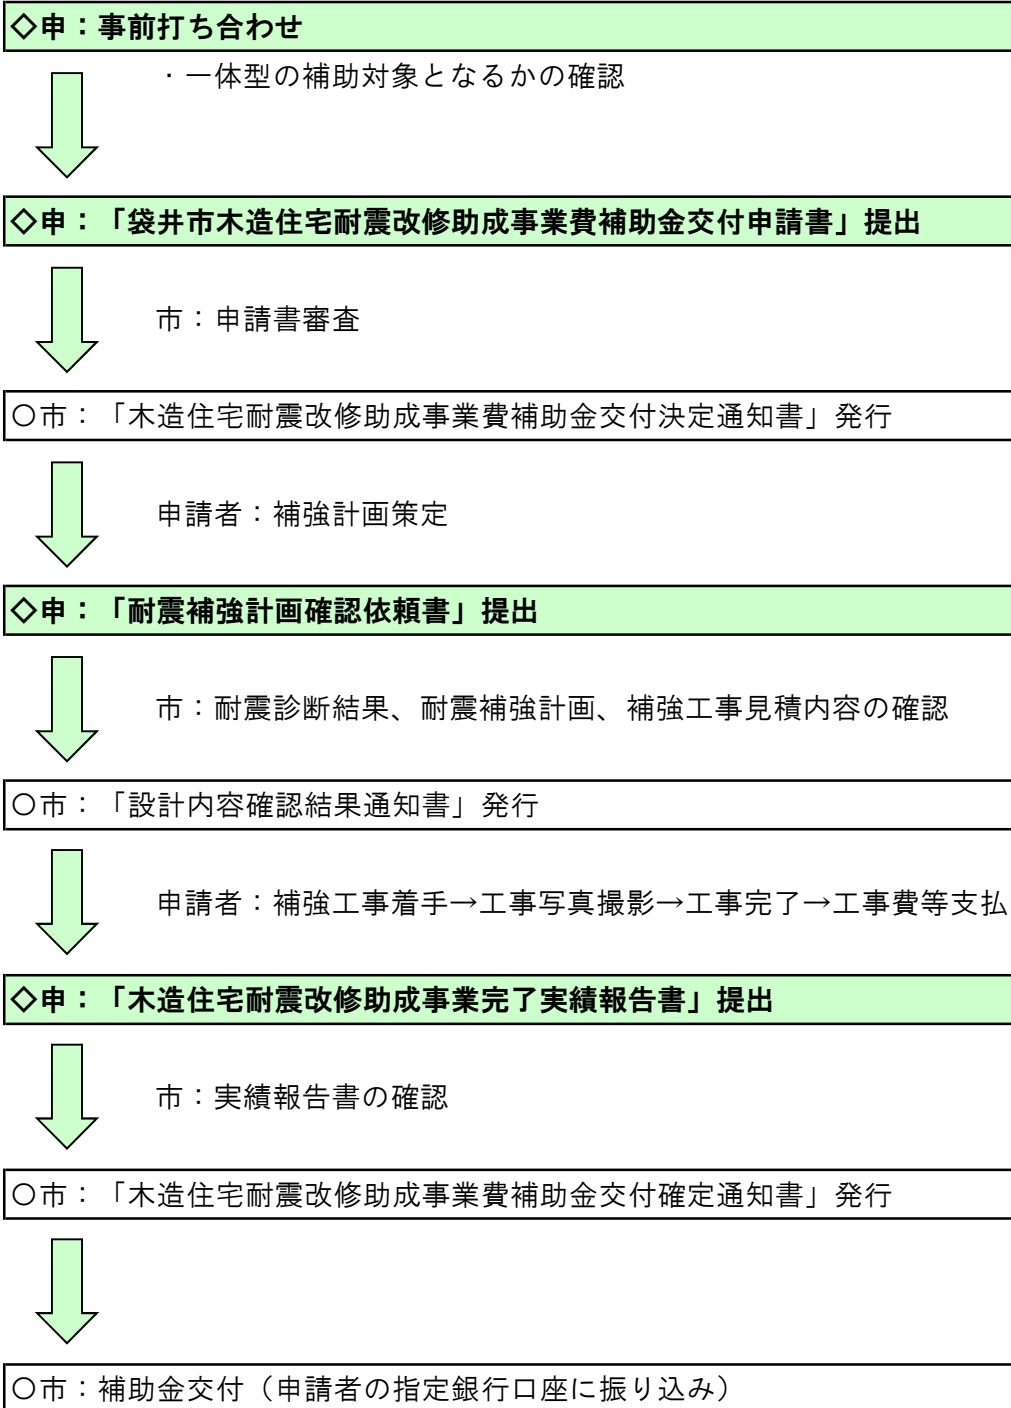 ◇申：事前打ち合わせ
・一体型の補助対象となるかの確認
◇申：「袋井市木造住宅耐震改修助成事業費補助金交付申請書」提出
市：申請書審査
〇市：「木造住宅耐震改修助成事業費補助金交付決定通知書」発行
申請者：補強計画策定
◇申：「耐震補強計画確認依頼書」提出
市：耐震診断結果、耐震補強計画、補強工事見積内容の確認
〇市：「設計内容確認結果通知書」発行
申請者：補強工事着手→工事写真撮影→工事完了→工事費等支払
◇申：「木造住宅耐震改修助成事業完了実績報告書」提出
市：実績報告書の確認
〇市：「木造住宅耐震改修助成事業費補助金交付確定通知書」発行
〇市：補助金交付（申請者の指定銀行口座に振り込み）